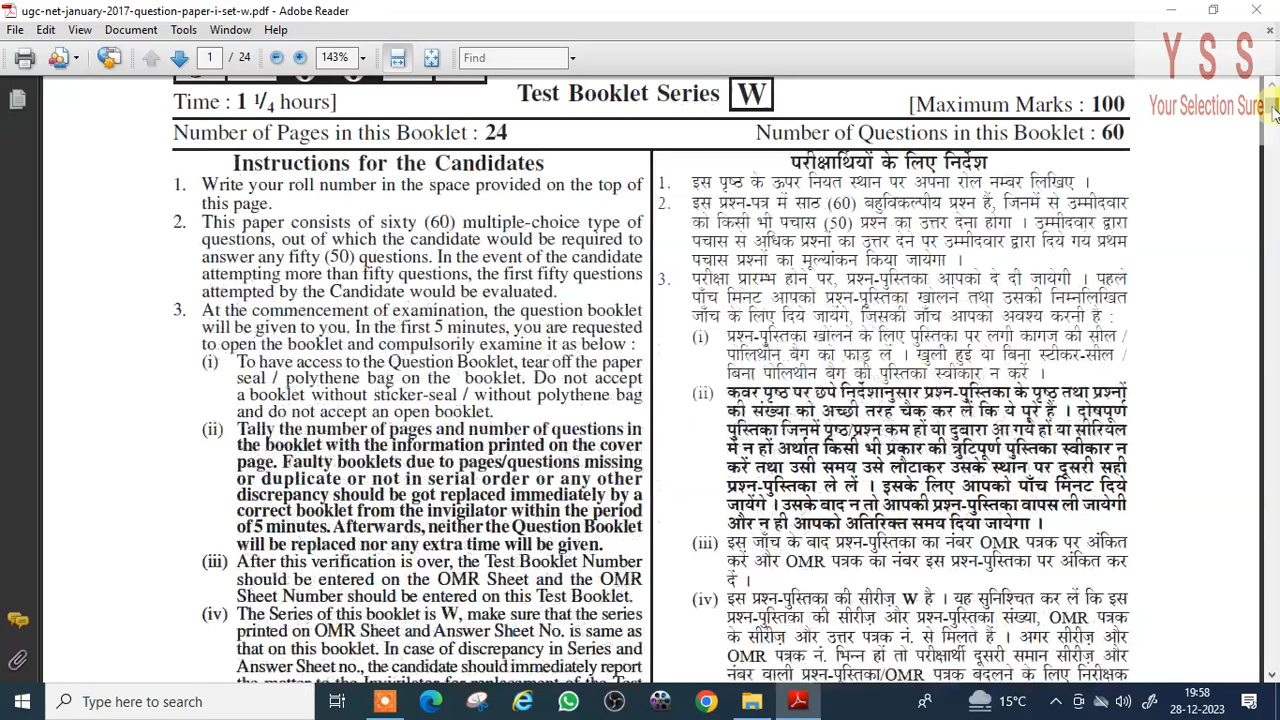 ugc-net-january-2017-question-paper-i-set-w.pdf - Adobe Reader
File Edit View Document Tools Window Help
1 / 24 143% Find
Y S S
Your Selection Sure
Time : 1 1/4 hours]
Test Booklet Series W
[Maximum Marks : 100
Number of Pages in this Booklet : 24
Number of Questions in this Booklet : 60
Instructions for the Candidates
1. Write your roll number in the space provided on the top of
this page.
2. This paper consists of sixty (60) multiple-choice type of
questions, out of which the candidate would be required to
answer any fifty (50) questions. In the event of the candidate
attempting more than fifty questions, the first fifty questions
attempted by the Candidate would be evaluated.
3. At the commencement of examination, the question booklet
will be given to you. In the first 5 minutes, you are requested
to open the booklet and compulsorily examine it as below :
(i) To have access to the Question Booklet, tear off the paper
seal / polythene bag on the booklet. Do not accept
a booklet without sticker-seal / without polythene bag
and do not accept an open booklet.
(ii) Tally the number of pages and number of questions in
the booklet with the information printed on the cover
page. Faulty booklets due to pages/questions missing
or duplicate or not in serial order or any other
discrepancy should be got replaced immediately by a
correct booklet from the invigilator within the period
of 5 minutes. Afterwards, neither the Question Booklet
will be replaced nor any extra time will be given.
(iii) After this verification is over, the Test Booklet Number
should be entered on the OMR Sheet and the OMR
Sheet Number should be entered on this Test Booklet.
(iv) The Series of this booklet is W, make sure that the series
printed on OMR Sheet and Answer Sheet No. is same as
that on this booklet. In case of discrepancy in Series and
Answer Sheet no., the candidate should immediately report
the matter to the Invigilator for replacement of the Test
परीक्षार्थियों के लिए निर्देश
1. इस पृष्ठ के ऊपर नियत स्थान पर अपना रोल नम्बर लिखिए ।
2. इस प्रश्न-पत्र में साठ (60) बहुविकल्पीय प्रश्न हैं, जिनमें से उम्मीदवार
को किसी भी पचास (50) प्रश्न का उत्तर देना होगा । उम्मीदवार द्वारा
पचास से अधिक प्रश्नों का उत्तर देने पर उम्मीदवार द्वारा दिये गये प्रथम
पचास प्रश्नों का मूल्यांकन किया जायेगा ।
3. परीक्षा प्रारम्भ होने पर, प्रश्न-पुस्तिका आपको दे दी जायेगी । पहले
पाँच मिनट आपको प्रश्न-पुस्तिका खोलने तथा उसकी निम्नलिखित
जाँच के लिए दिये जायेंगे, जिसकी जाँच आपको अवश्य करनी है :
(i) प्रश्न-पुस्तिका खोलने के लिए पुस्तिका पर लगी कागज की सील /
पोलिथीन बैग को फाड़ लें । खुली हुई या बिना स्टीकर-सील /
बिना पोलिथीन बैग की पुस्तिका स्वीकार न करें ।
(ii) कवर पृष्ठ पर छपे निर्देशानुसार प्रश्न-पुस्तिका के पृष्ठ तथा प्रश्नों
की संख्या को अच्छी तरह चैक कर लें कि ये पूरे हैं । दोषपूर्ण
पुस्तिका जिनमें पृष्ठ/प्रश्न कम हों या दुबारा आ गये हों या सीरियल
में न हों अर्थात किसी भी प्रकार की त्रुटिपूर्ण पुस्तिका स्वीकार न
करें तथा उसी समय उसे लौटाकर उसके स्थान पर दूसरी सही
प्रश्न-पुस्तिका ले लें । इसके लिए आपको पाँच मिनट दिये
जायेंगे । उसके बाद न तो आपकी प्रश्न-पुस्तिका वापस ली जायेगी
और न ही आपको अतिरिक्त समय दिया जायेगा ।
(iii) इस जाँच के बाद प्रश्न-पुस्तिका का नंबर OMR पत्रक पर अंकित
करें और OMR पत्रक का नंबर इस प्रश्न-पुस्तिका पर अंकित कर
दें ।
(iv) इस प्रश्न-पुस्तिका की सीरीज़ W है । यह सुनिश्चित कर लें कि इस
प्रश्न-पुस्तिका की सीरीज़ और प्रश्न-पुस्तिका संख्या, OMR पत्रक
के सीरीज़ और उत्तर पत्रक नं. से मिलते हैं । अगर सीरीज़ और
OMR पत्रक नं. भिन्न हों तो परीक्षार्थी दूसरी समान सीरीज़ और
नंबर वाली प्रश्न-पुस्तिका/OMR पत्रक बदलने के लिए निरीक्षक
Type here to search
15°C
19:58
28-12-2023